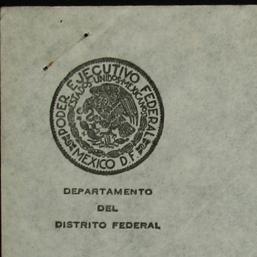 PODER EJECUTIVO FEDERAL
ESTADOS UNIDOS MEXICANOS
MEXICO D.F.
DEPARTAMENTO
DEL
DISTRITO FEDERAL